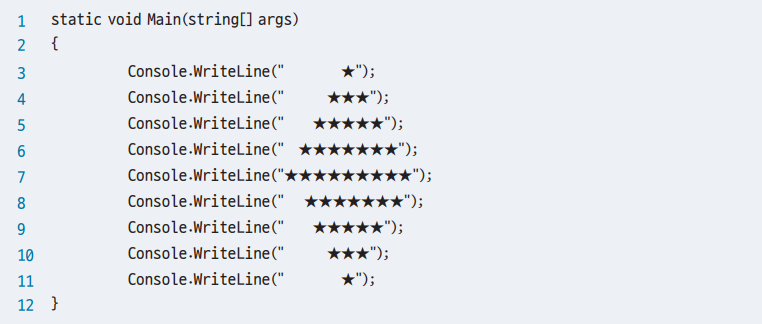 1 static void Main(string[] args)
2 {
3         Console.WriteLine("        ★");
4         Console.WriteLine("      ★★★");
5         Console.WriteLine("    ★★★★★");
6         Console.WriteLine("  ★★★★★★★");
7         Console.WriteLine("★★★★★★★★★");
8         Console.WriteLine("  ★★★★★★★");
9         Console.WriteLine("    ★★★★★");
10         Console.WriteLine("      ★★★");
11         Console.WriteLine("        ★");
12 }